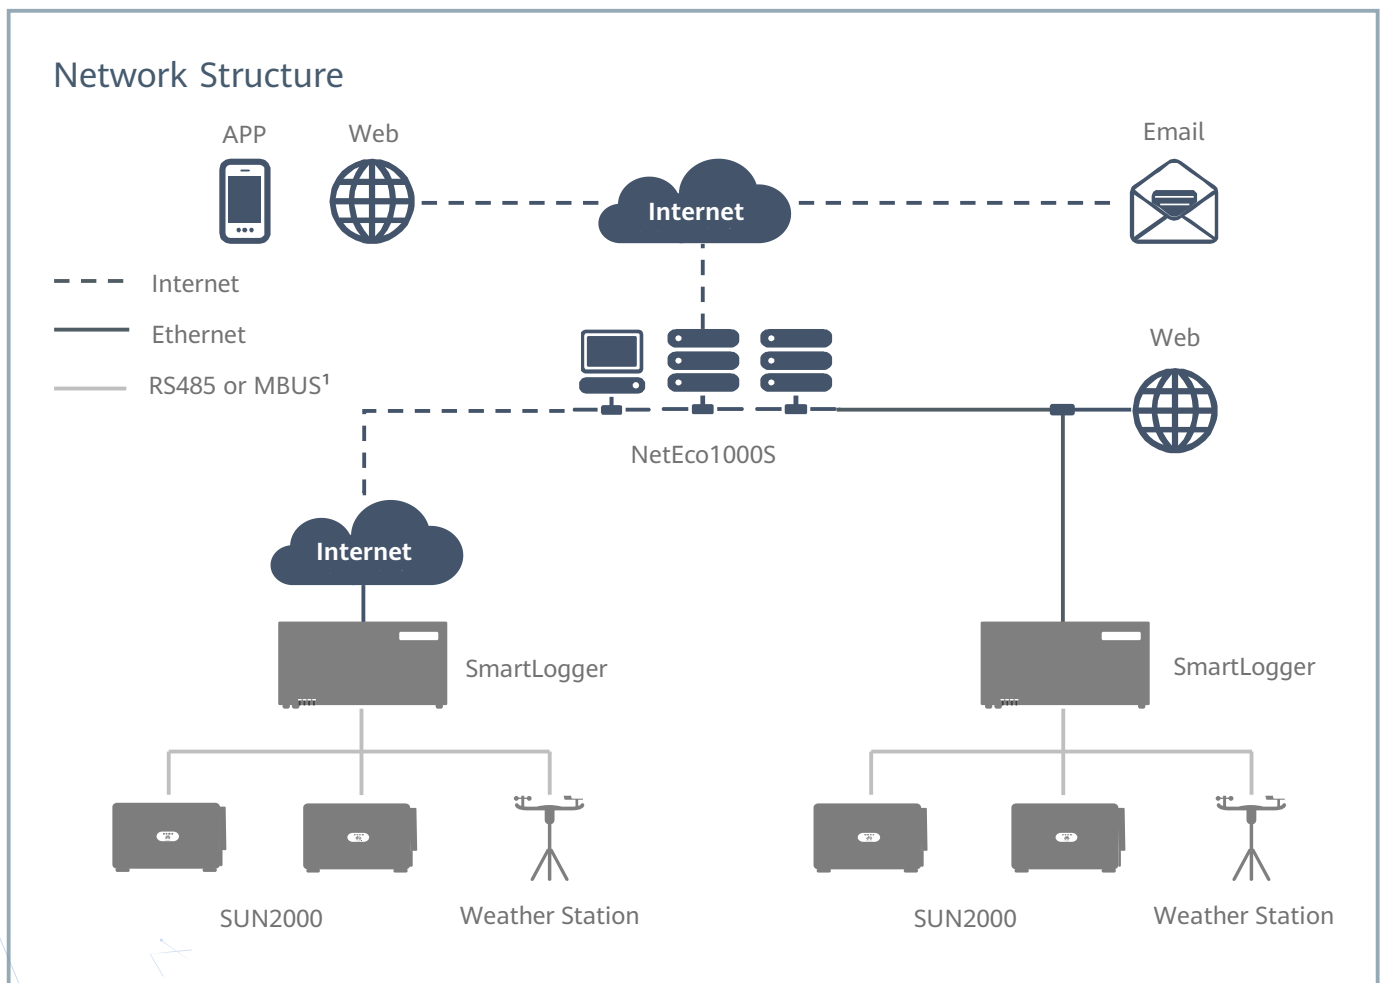 Network Structure
APP
Web
Email
Internet
Internet
Ethernet
RS485 or MBUS¹
Web
NetEco1000S
Internet
SmartLogger
SmartLogger
SUN2000
Weather Station
SUN2000
Weather Station